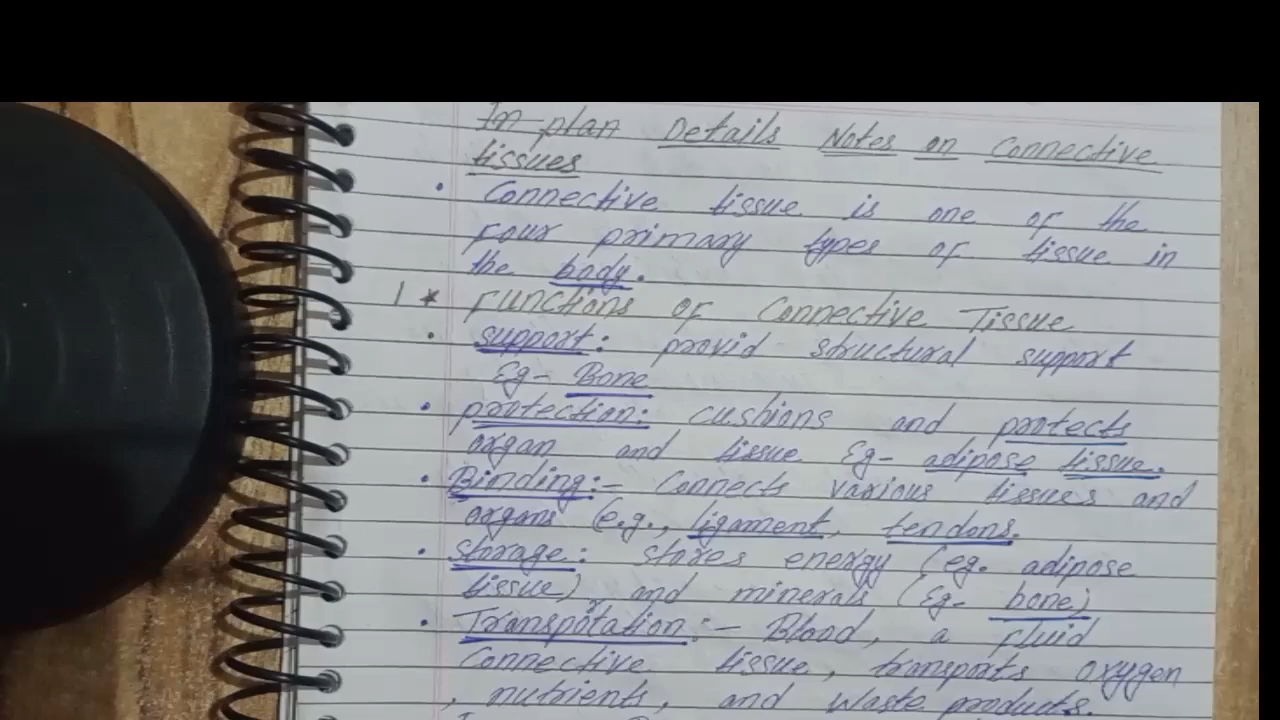 In-plan Details Notes on Connective
tissues
• Connective tissue is one of the
four primary types of tissue in
the body.
1 * Functions of Connective Tissue
• support: provid structural support
Eg- Bone
• protection: cushions and protects
organ and tissue Eg- adipose tissue.
• Binding:- Connects various tissues and
organs (e.g., ligament, tendons.
• storage: stores energy (eg. adipose
tissue), and minerals (Eg- bone)
• Transpotation:- Blood, a fluid
Connective tissue, transports oxygen
, nutrients, and waste products.